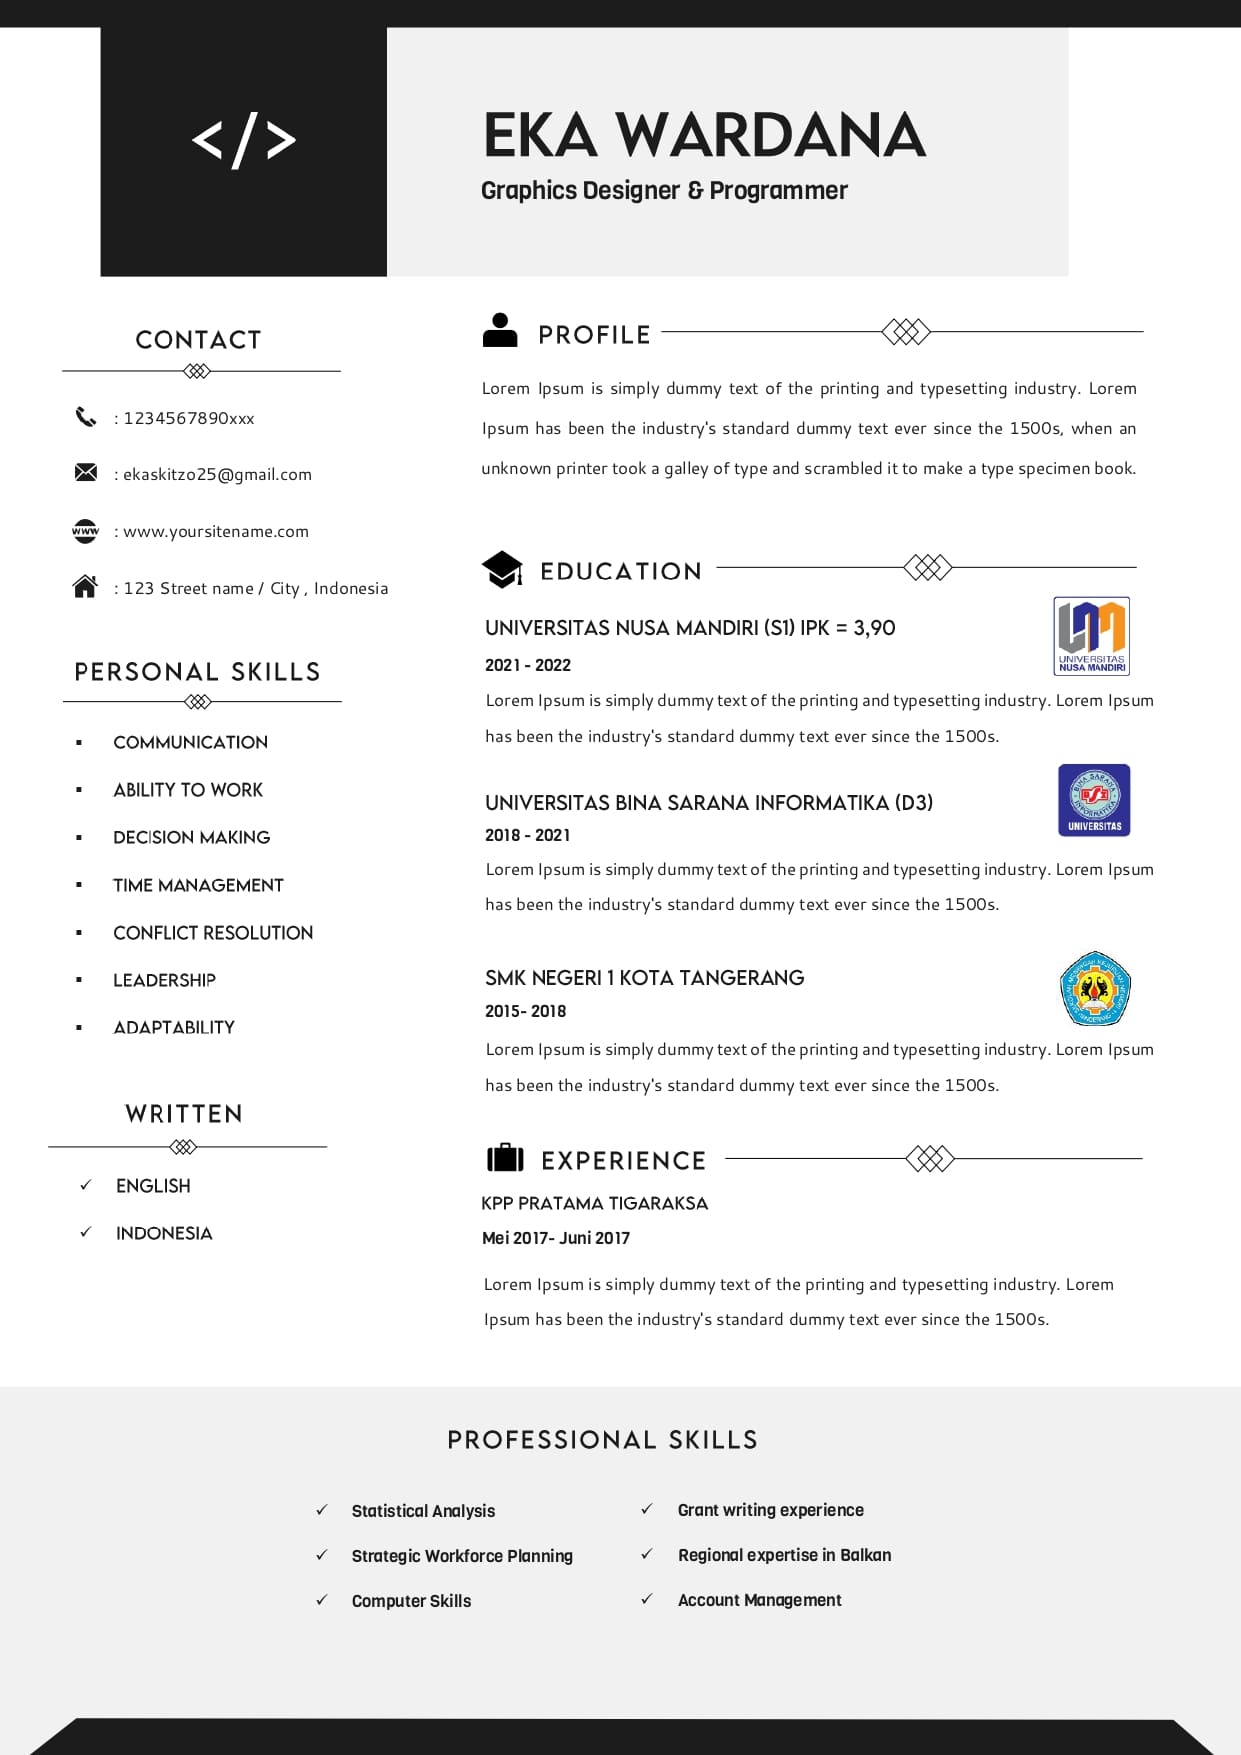 </>
EKA WARDANA
Graphics Designer & Programmer
CONTACT
: 1234567890xxx
: ekaskitzo25@gmail.com
www
: www.yoursitename.com
: 123 Street name / City , Indonesia
PERSONAL SKILLS
▪ COMMUNICATION
▪ ABILITY TO WORK
▪ DECISION MAKING
▪ TIME MANAGEMENT
▪ CONFLICT RESOLUTION
▪ LEADERSHIP
▪ ADAPTABILITY
WRITTEN
✓ ENGLISH
✓ INDONESIA
PROFILE
Lorem Ipsum is simply dummy text of the printing and typesetting industry. Lorem
Ipsum has been the industry's standard dummy text ever since the 1500s, when an
unknown printer took a galley of type and scrambled it to make a type specimen book.
EDUCATION
UNIVERSITAS NUSA MANDIRI (S1) IPK = 3,90
UNIVERSITAS
NUSA MANDIRI
2021 - 2022
Lorem Ipsum is simply dummy text of the printing and typesetting industry. Lorem Ipsum
has been the industry's standard dummy text ever since the 1500s.
UNIVERSITAS BINA SARANA INFORMATIKA (D3)
BINA SARANA
INFORMATIKA
BSI
UNIVERSITAS
2018 - 2021
Lorem Ipsum is simply dummy text of the printing and typesetting industry. Lorem Ipsum
has been the industry's standard dummy text ever since the 1500s.
SMK NEGERI 1 KOTA TANGERANG
2015- 2018
Lorem Ipsum is simply dummy text of the printing and typesetting industry. Lorem Ipsum
has been the industry's standard dummy text ever since the 1500s.
EXPERIENCE
KPP PRATAMA TIGARAKSA
Mei 2017- Juni 2017
Lorem Ipsum is simply dummy text of the printing and typesetting industry. Lorem
Ipsum has been the industry's standard dummy text ever since the 1500s.
PROFESSIONAL SKILLS
✓ Statistical Analysis
✓ Strategic Workforce Planning
✓ Computer Skills
✓ Grant writing experience
✓ Regional expertise in Balkan
✓ Account Management